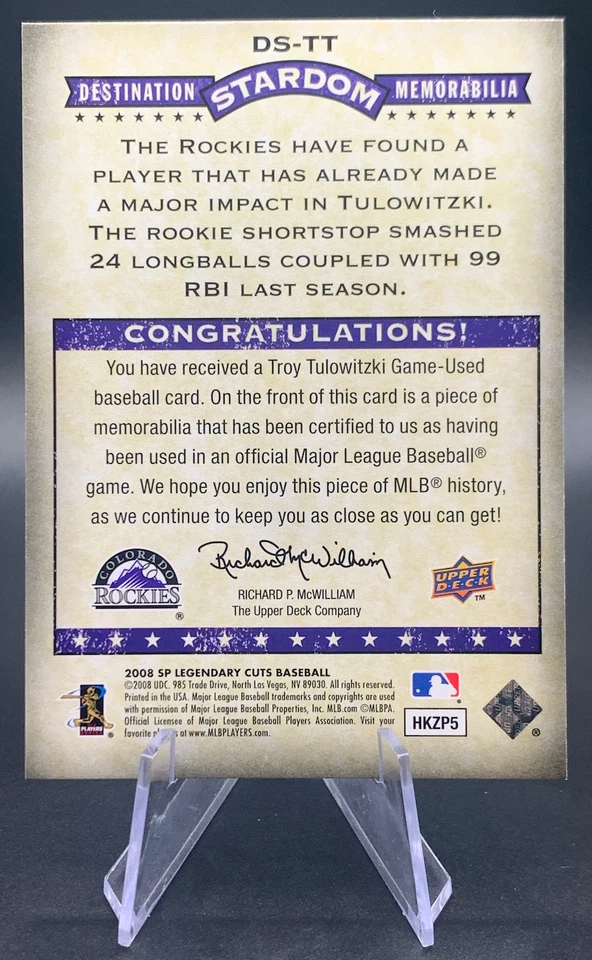 DS-TT
DESTINATION STARDOM MEMORABILIA
THE ROCKIES HAVE FOUND A
PLAYER THAT HAS ALREADY MADE
A MAJOR IMPACT IN TULOWITZKI.
THE ROOKIE SHORTSTOP SMASHED
24 LONGBALLS COUPLED WITH 99
RBI LAST SEASON.
CONGRATULATIONS!
You have received a Troy Tulowitzki Game-Used
baseball card. On the front of this card is a piece of
memorabilia that has been certified to us as having
been used in an official Major League Baseball®
game. We hope you enjoy this piece of MLB® history,
as we continue to keep you as close as you can get!
COLORADO
ROCKIES®
Richard McWilliam
RICHARD P. McWILLIAM
The Upper Deck Company
UPPER
D·E·C·K
TM
2008 SP LEGENDARY CUTS BASEBALL
©2008 UDC. 985 Trade Drive, North Las Vegas, NV 89030. All rights reserved.
Printed in the USA. Major League Baseball trademarks and copyrights are used
with permission of Major League Baseball Properties, Inc. MLB.com ©MLBPA.
Official Licensee of Major League Baseball Players Association. Visit your
favorite at www.MLBPLAYERS.com.
PLAYERS
HKZP5
®